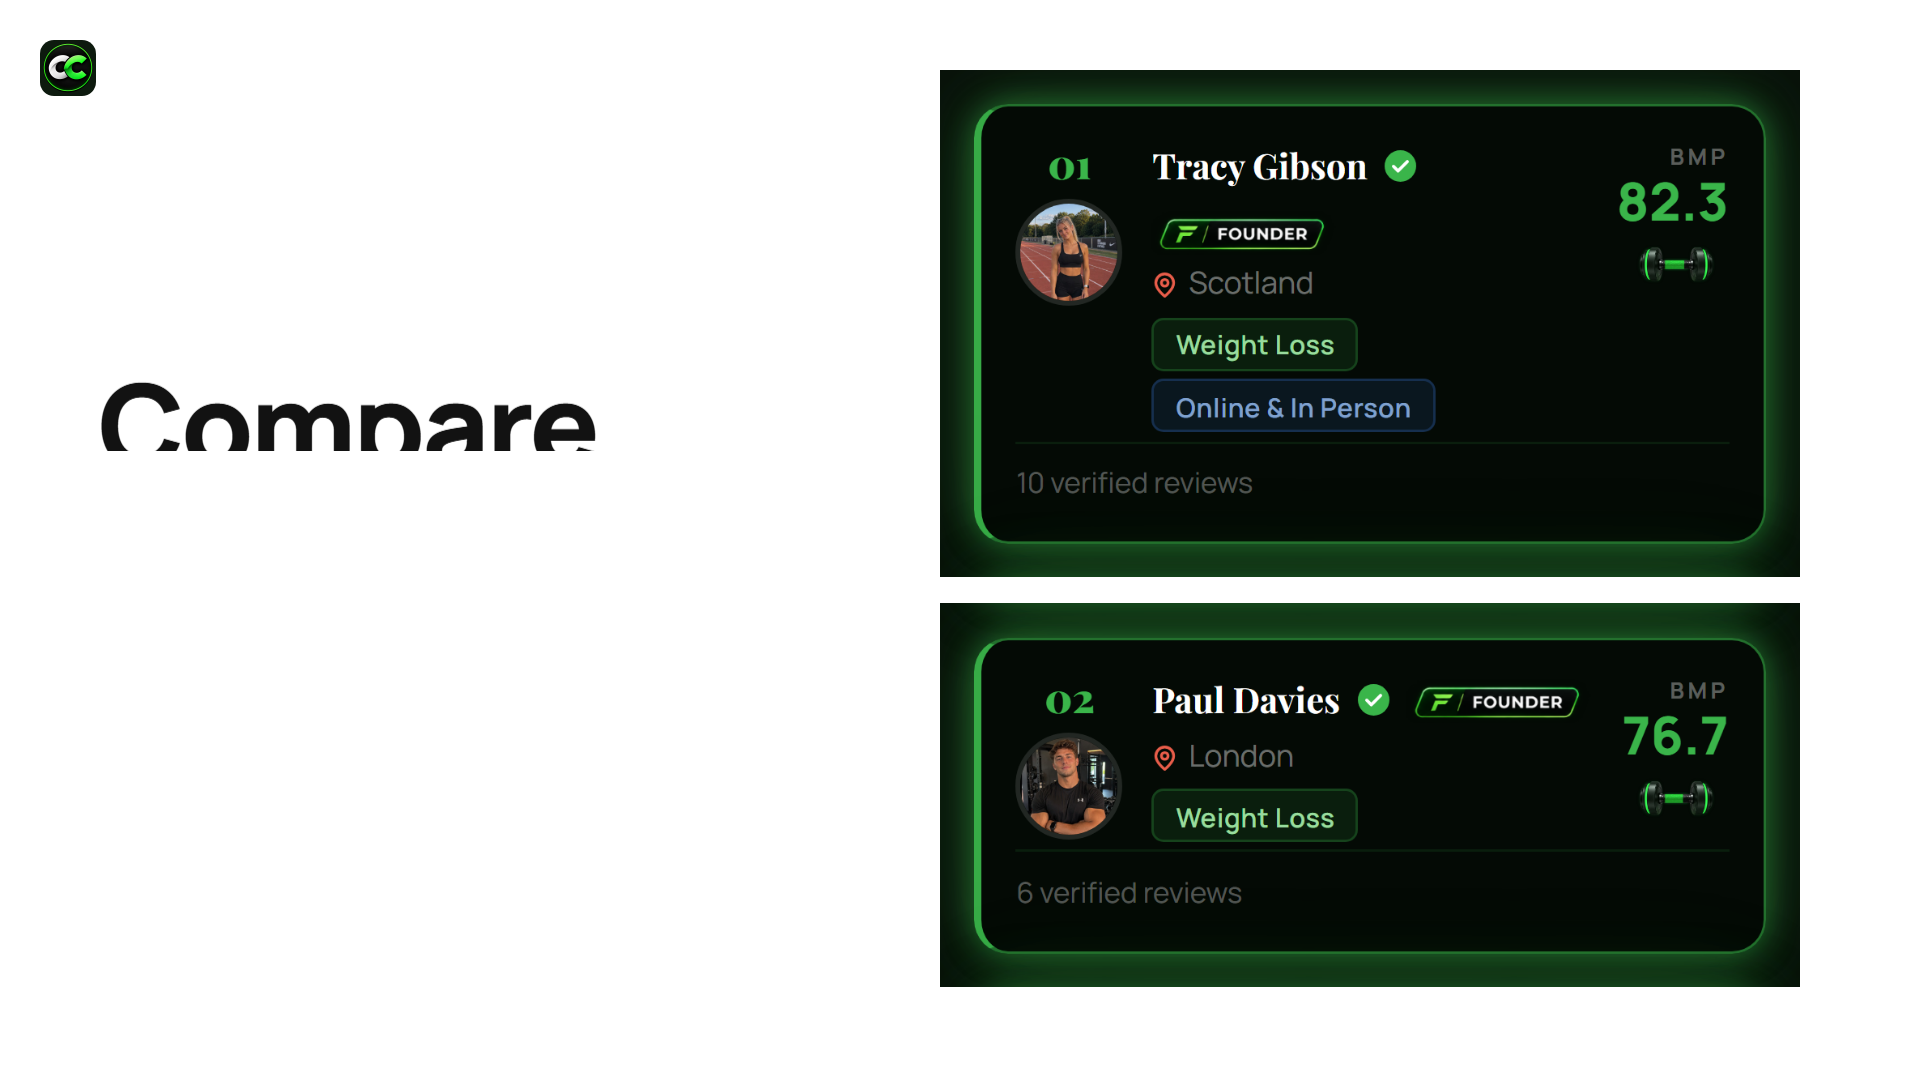 CC
Compare
01
Tracy Gibson
BMP
82.3
F / FOUNDER
Scotland
Weight Loss
Online & In Person
10 verified reviews
02
Paul Davies
F / FOUNDER
BMP
76.7
London
Weight Loss
6 verified reviews